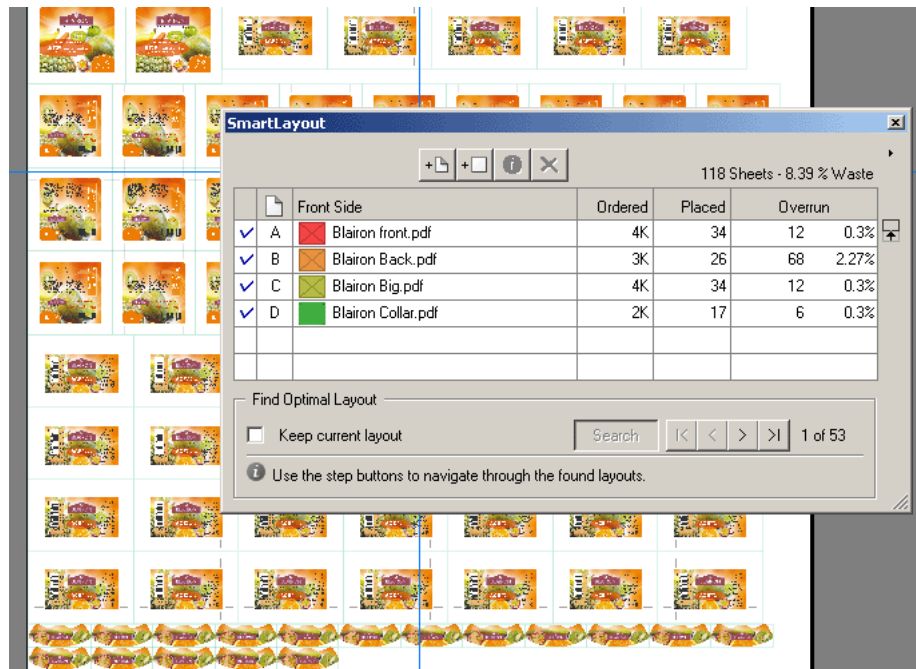 SmartLayout
118 Sheets - 8.39 % Waste
Front Side Ordered Placed Overrun
A Blairon front.pdf 4K 34 12 0.3%
B Blairon Back.pdf 3K 26 68 2.27%
C Blairon Big.pdf 4K 34 12 0.3%
D Blairon Collar.pdf 2K 17 6 0.3%
Find Optimal Layout
Keep current layout Search 1 of 53
Use the step buttons to navigate through the found layouts.